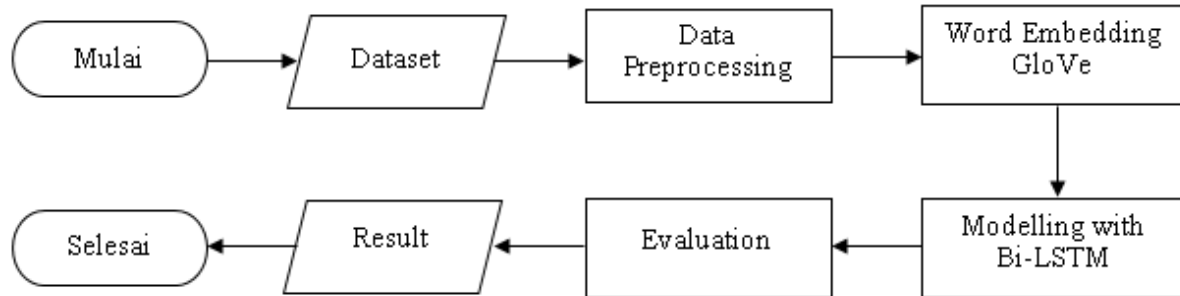 Mulai
Dataset
Data
Preprocessing
Word Embedding
GloVe
Modelling with
Bi-LSTM
Evaluation
Result
Selesai